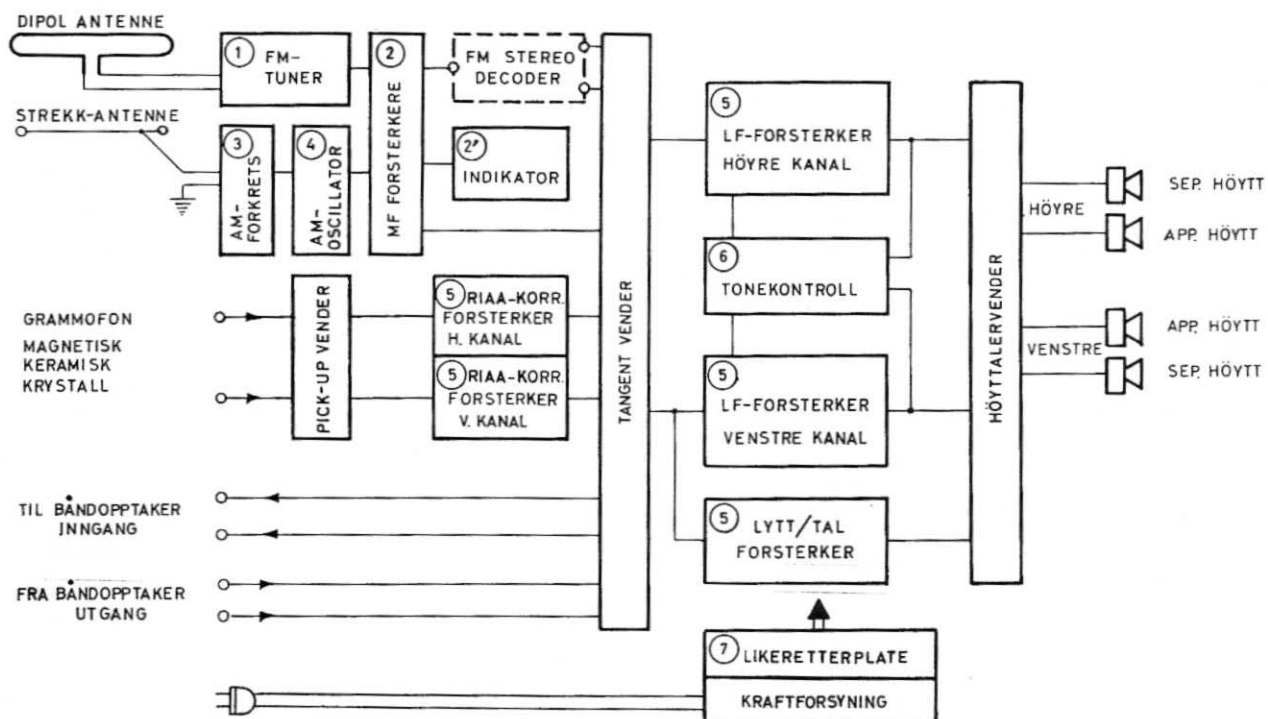 DIPOL ANTENNE
1
FM-
TUNER
2
MF FORSTERKERE
FM STEREO
DECODER
STREKK-ANTENNE
3
AM-
FORKRETS
4
AM-
OSCILLATOR
2'
INDIKATOR
GRAMMOFON
MAGNETISK
KERAMISK
KRYSTALL
PICK-UP VENDER
5 RIAA-KORR.
FORSTERKER
H. KANAL
5 RIAA-KORR.
FORSTERKER
V. KANAL
TIL BÅNDOPPTAKER
INNGANG
FRA BÅNDOPPTAKER
UTGANG
TANGENT VENDER
5
LF-FORSTERKER
HÖYRE KANAL
6
TONEKONTROLL
5
LF-FORSTERKER
VENSTRE KANAL
5
LYTT/TAL
FORSTERKER
7 LIKERETTERPLATE
KRAFTFORSYNING
HÖYTTALERVENDER
HÖYRE
VENSTRE
SEP. HÖYTT
APP. HÖYTT
APP. HÖYTT
SEP. HÖYTT